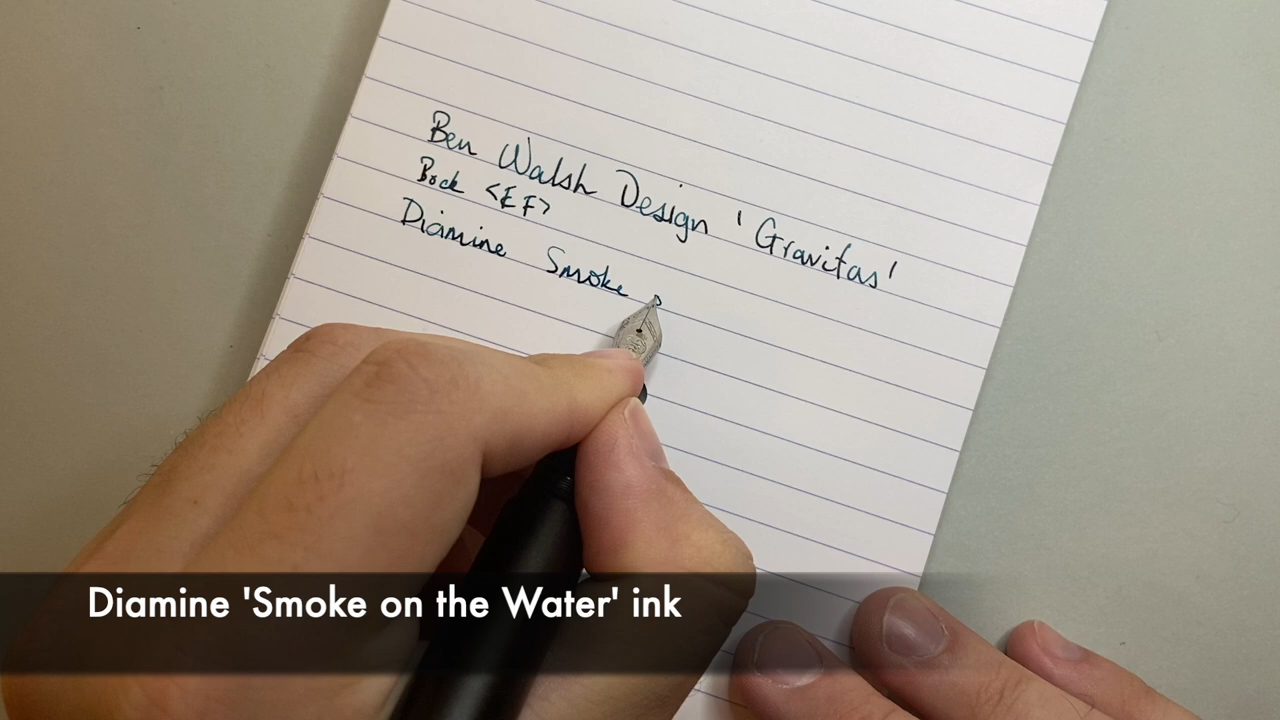 Ben Walsh Design 'Gravitas'
Bock <EF>
Diamine Smoke o
Diamine 'Smoke on the Water' ink